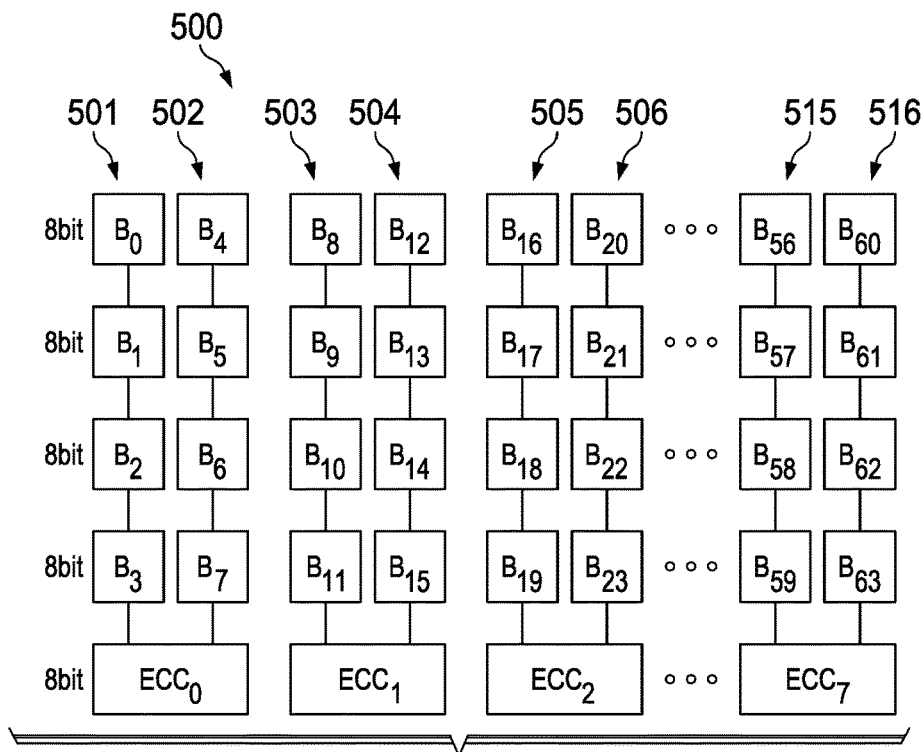 500
501 502 503 504 505 506 515 516
8bit B0 B4 B8 B12 B16 B20 B56 B60
8bit B1 B5 B9 B13 B17 B21 B57 B61
8bit B2 B6 B10 B14 B18 B22 B58 B62
8bit B3 B7 B11 B15 B19 B23 B59 B63
8bit ECC0 ECC1 ECC2 ECC7